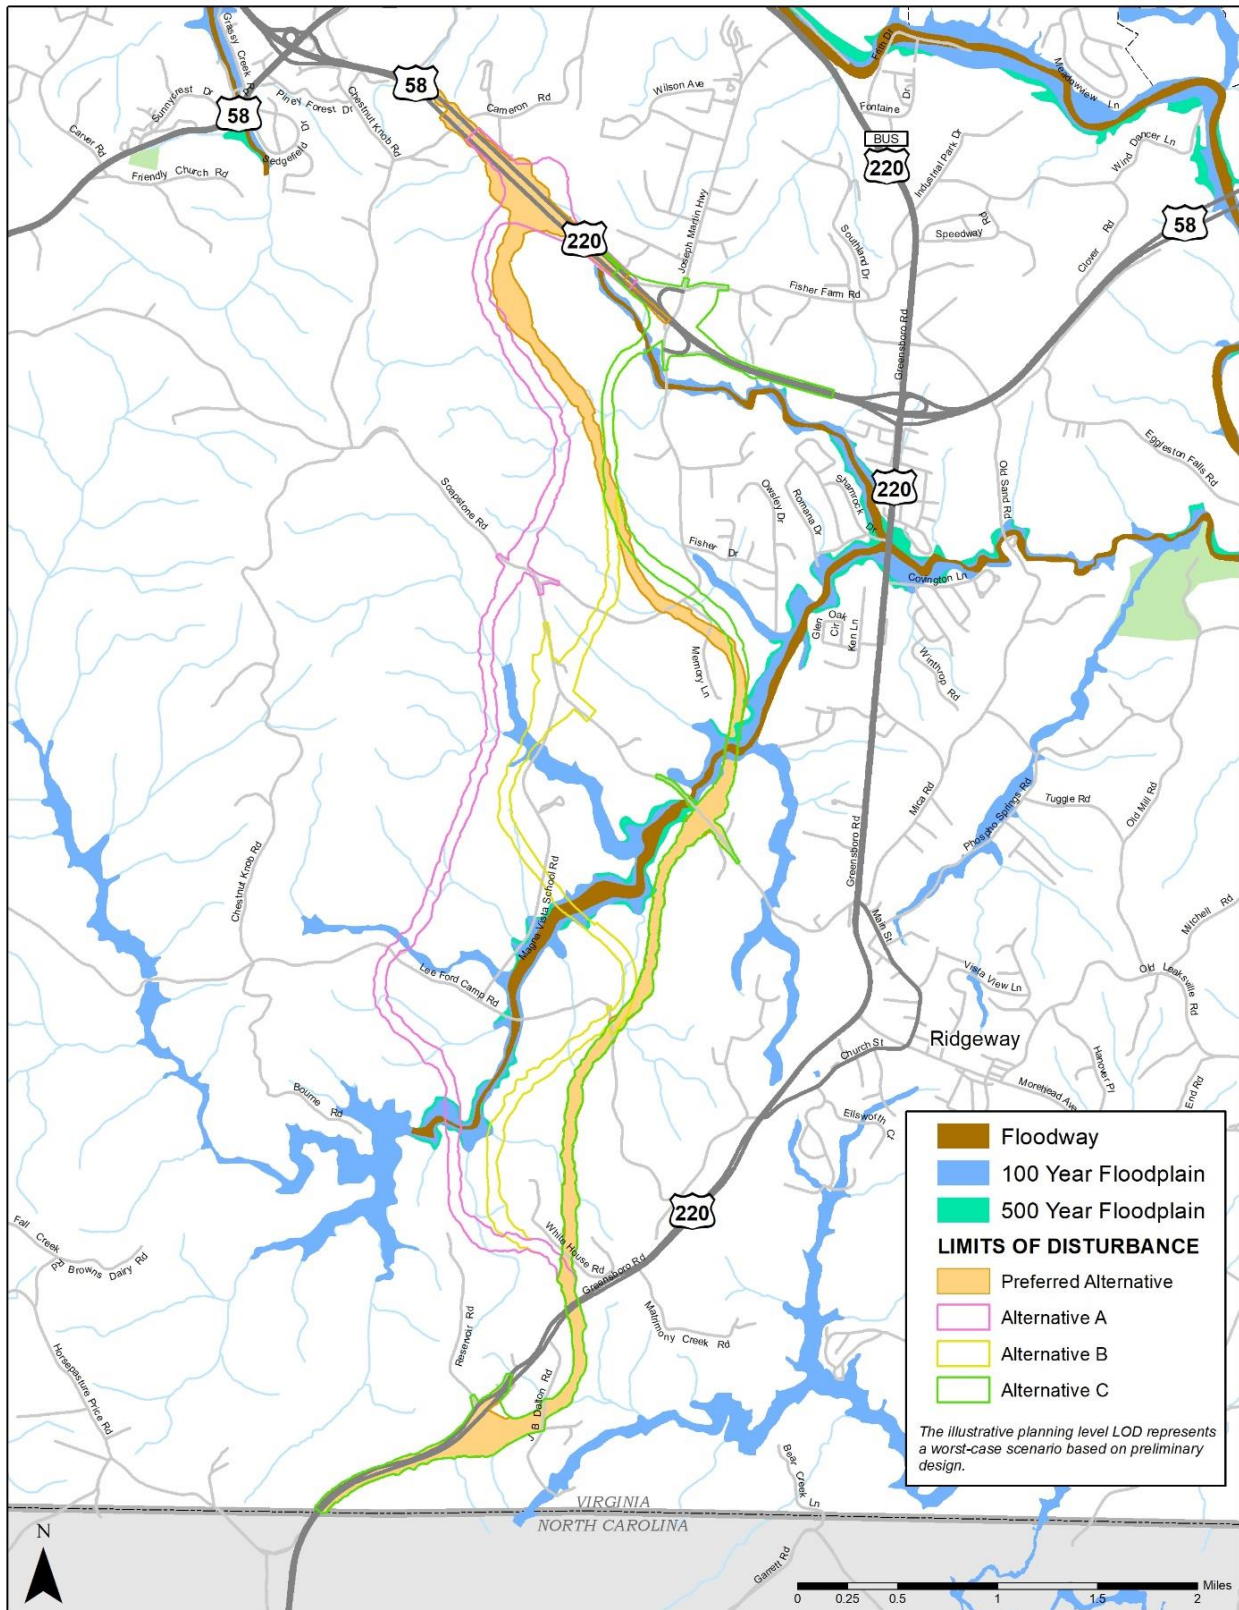 Grassy Creek Rd
58
Cameron Rd
Wilson Ave
Frith Dr
Meadowview Ln
Fontaine Dr
Sunnycrest Dr
58
Piney Forest Dr
Chestnut Knob Rd
BUS
220
Industrial Park Dr
Wind Dancer Ln
Carver Rd
Sedgefield Dr
Friendly Church Rd
220
Joseph Martin Hwy
Southland Dr
Speedway Rd
Clover Rd
58
Fisher Farm Rd
Greensboro Rd
Soapstone Rd
Owsley Dr
Romana Dr
Shamrock Dr
220
Old Sand Rd
Eggleston Falls Rd
Fisher Dr
Covington Ln
Glen Oak Cir
Ken Ln
Winthrop Rd
Memory Ln
Mica Rd
Phospho Springs Rd
Tuggle Rd
Old Mill Rd
Greensboro Rd
Chestnut Knob Rd
Magna Vista School Rd
Main St
Mitchell Rd
Lee Ford Camp Rd
Vista View Ln
Old Leaksville Rd
Church St
Ridgeway
Hanover Pl
Morehead Ave
End Rd
Bourne Rd
Ellsworth Ct
220
Fall Creek Rd
Browns Dairy Rd
White House Rd
Greensboro Rd
Matrimony Creek Rd
Reservoir Rd
Horsepasture Price Rd
J B Dalton Rd
Bear Creek Ln
Floodway
100 Year Floodplain
500 Year Floodplain
LIMITS OF DISTURBANCE
Preferred Alternative
Alternative A
Alternative B
Alternative C
The illustrative planning level LOD represents
a worst-case scenario based on preliminary
design.
VIRGINIA
NORTH CAROLINA
Garrett Rd
N
Miles
0 0.25 0.5 1 1.5 2